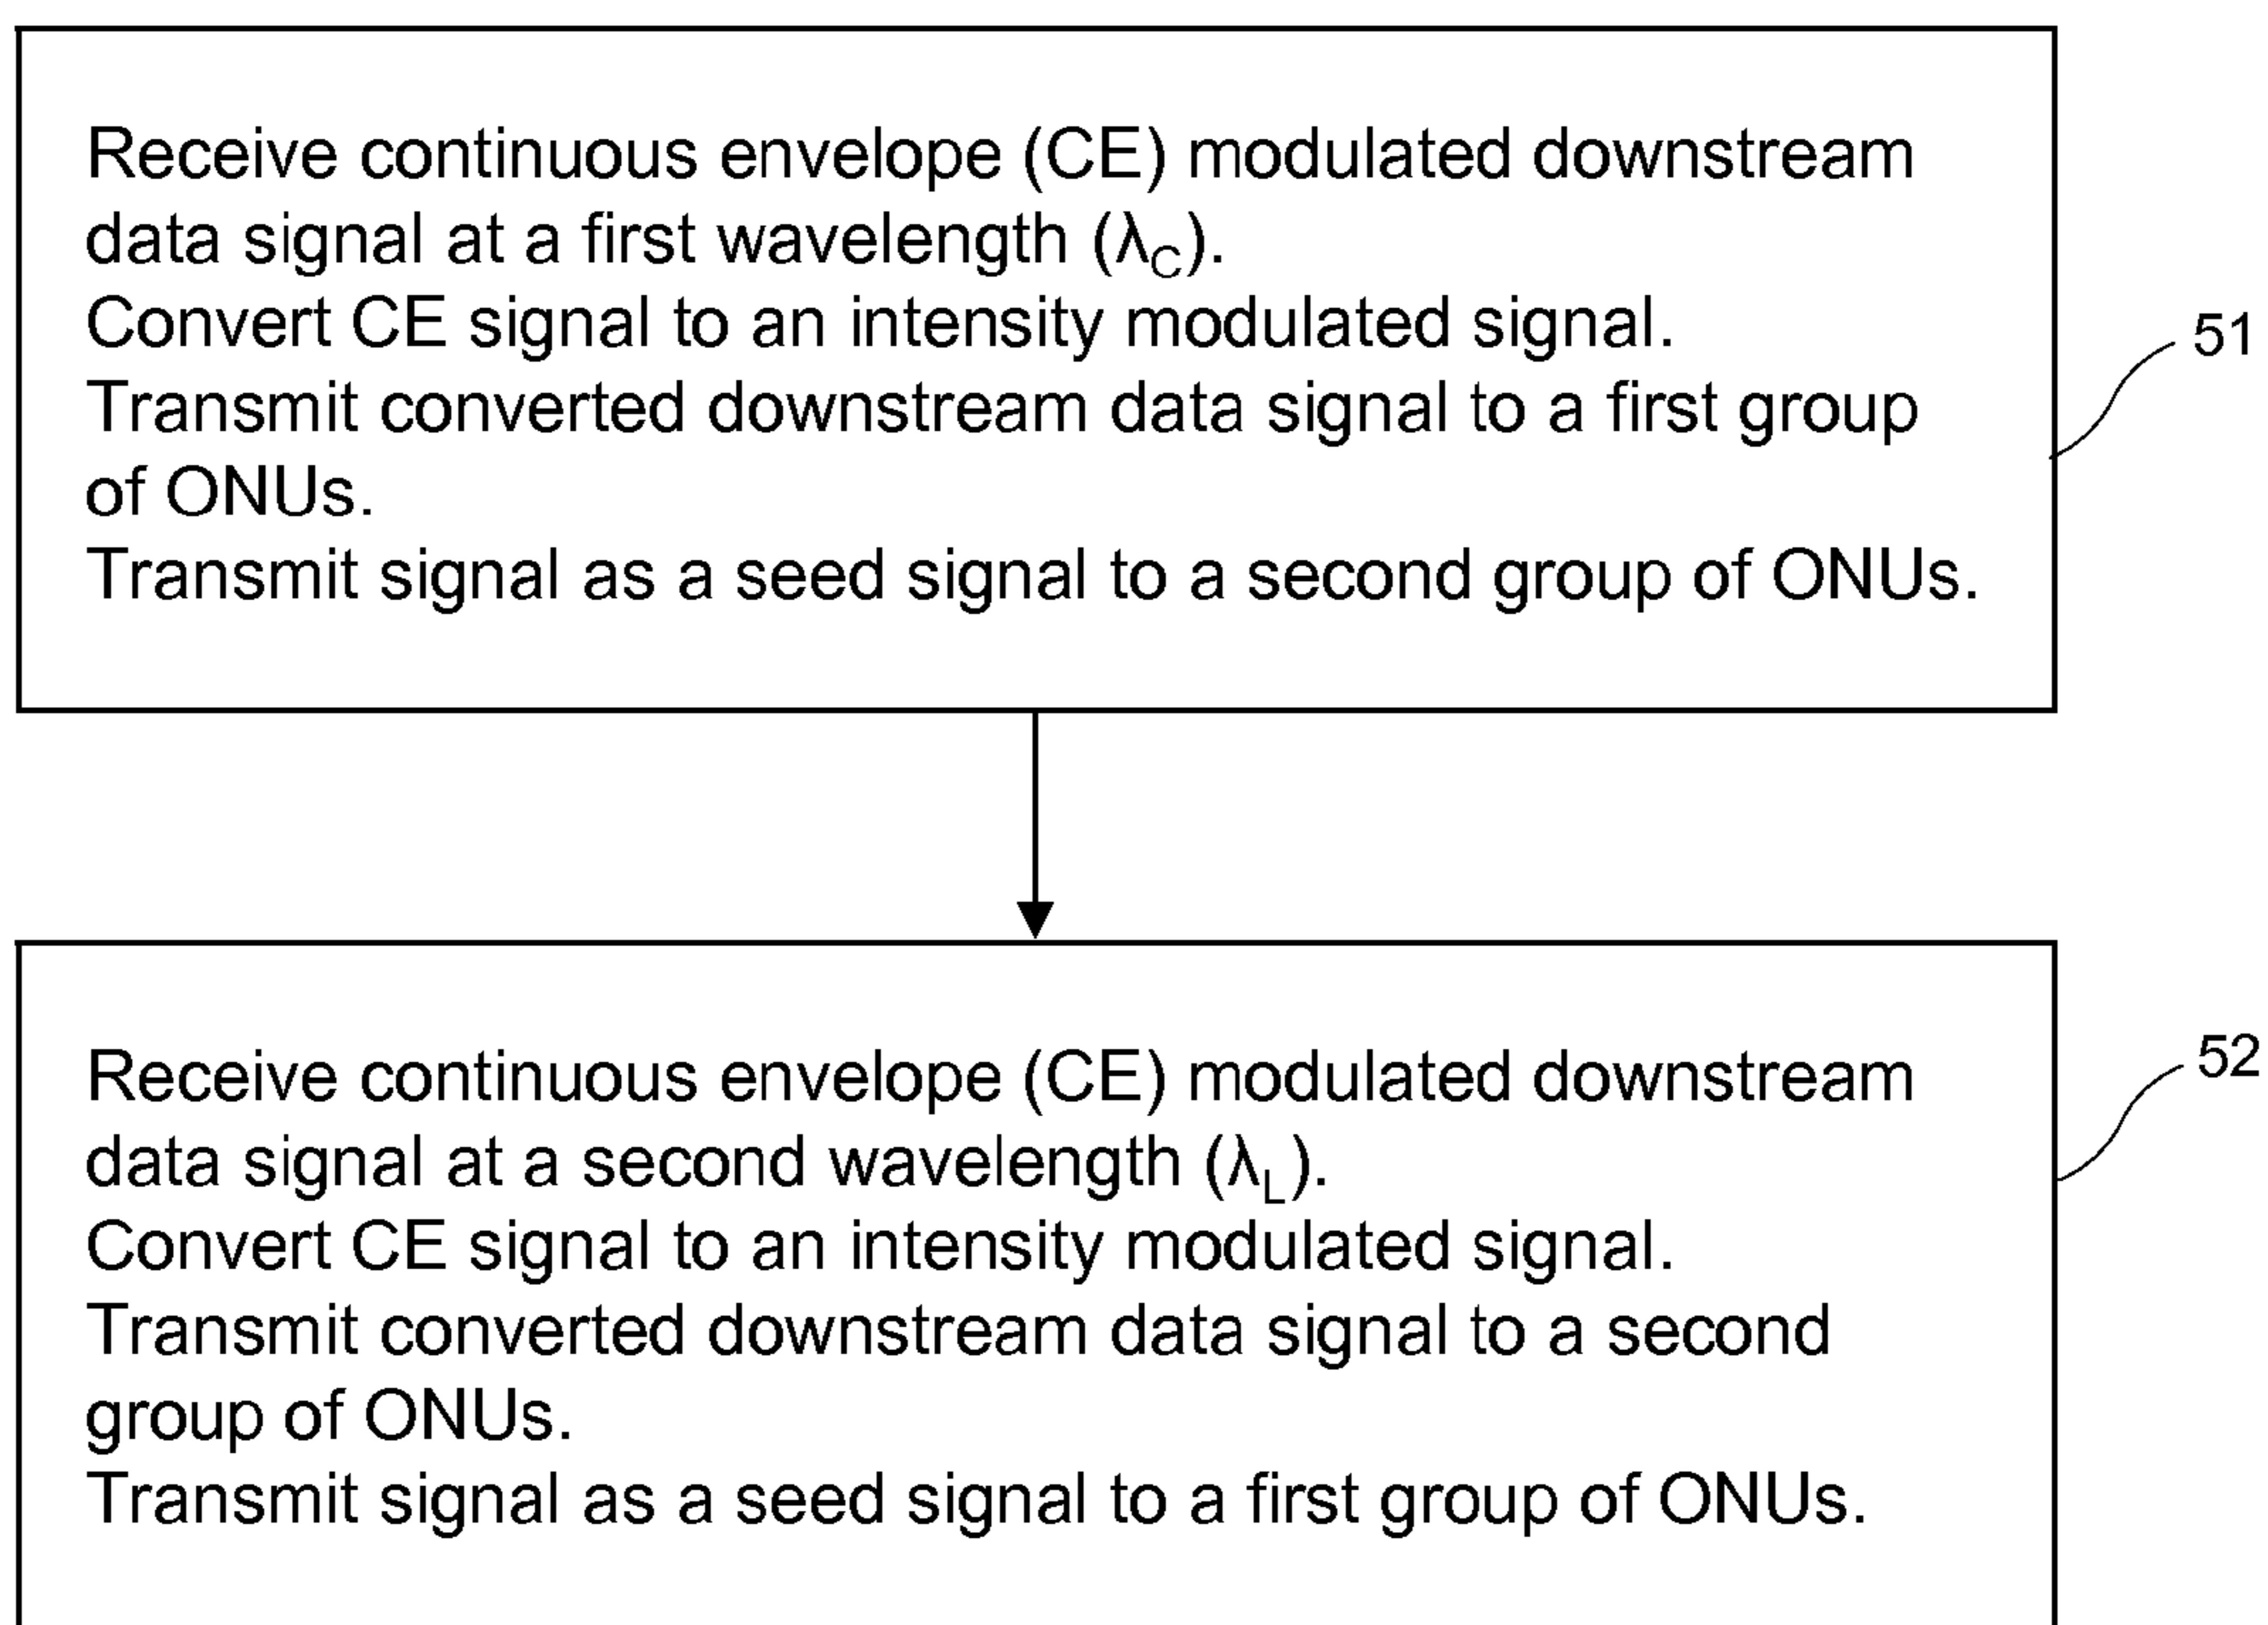 Receive continuous envelope (CE) modulated downstream
data signal at a first wavelength (λC).
Convert CE signal to an intensity modulated signal.
Transmit converted downstream data signal to a first group
of ONUs.
Transmit signal as a seed signal to a second group of ONUs.
51
Receive continuous envelope (CE) modulated downstream
data signal at a second wavelength (λL).
Convert CE signal to an intensity modulated signal.
Transmit converted downstream data signal to a second
group of ONUs.
Transmit signal as a seed signal to a first group of ONUs.
52